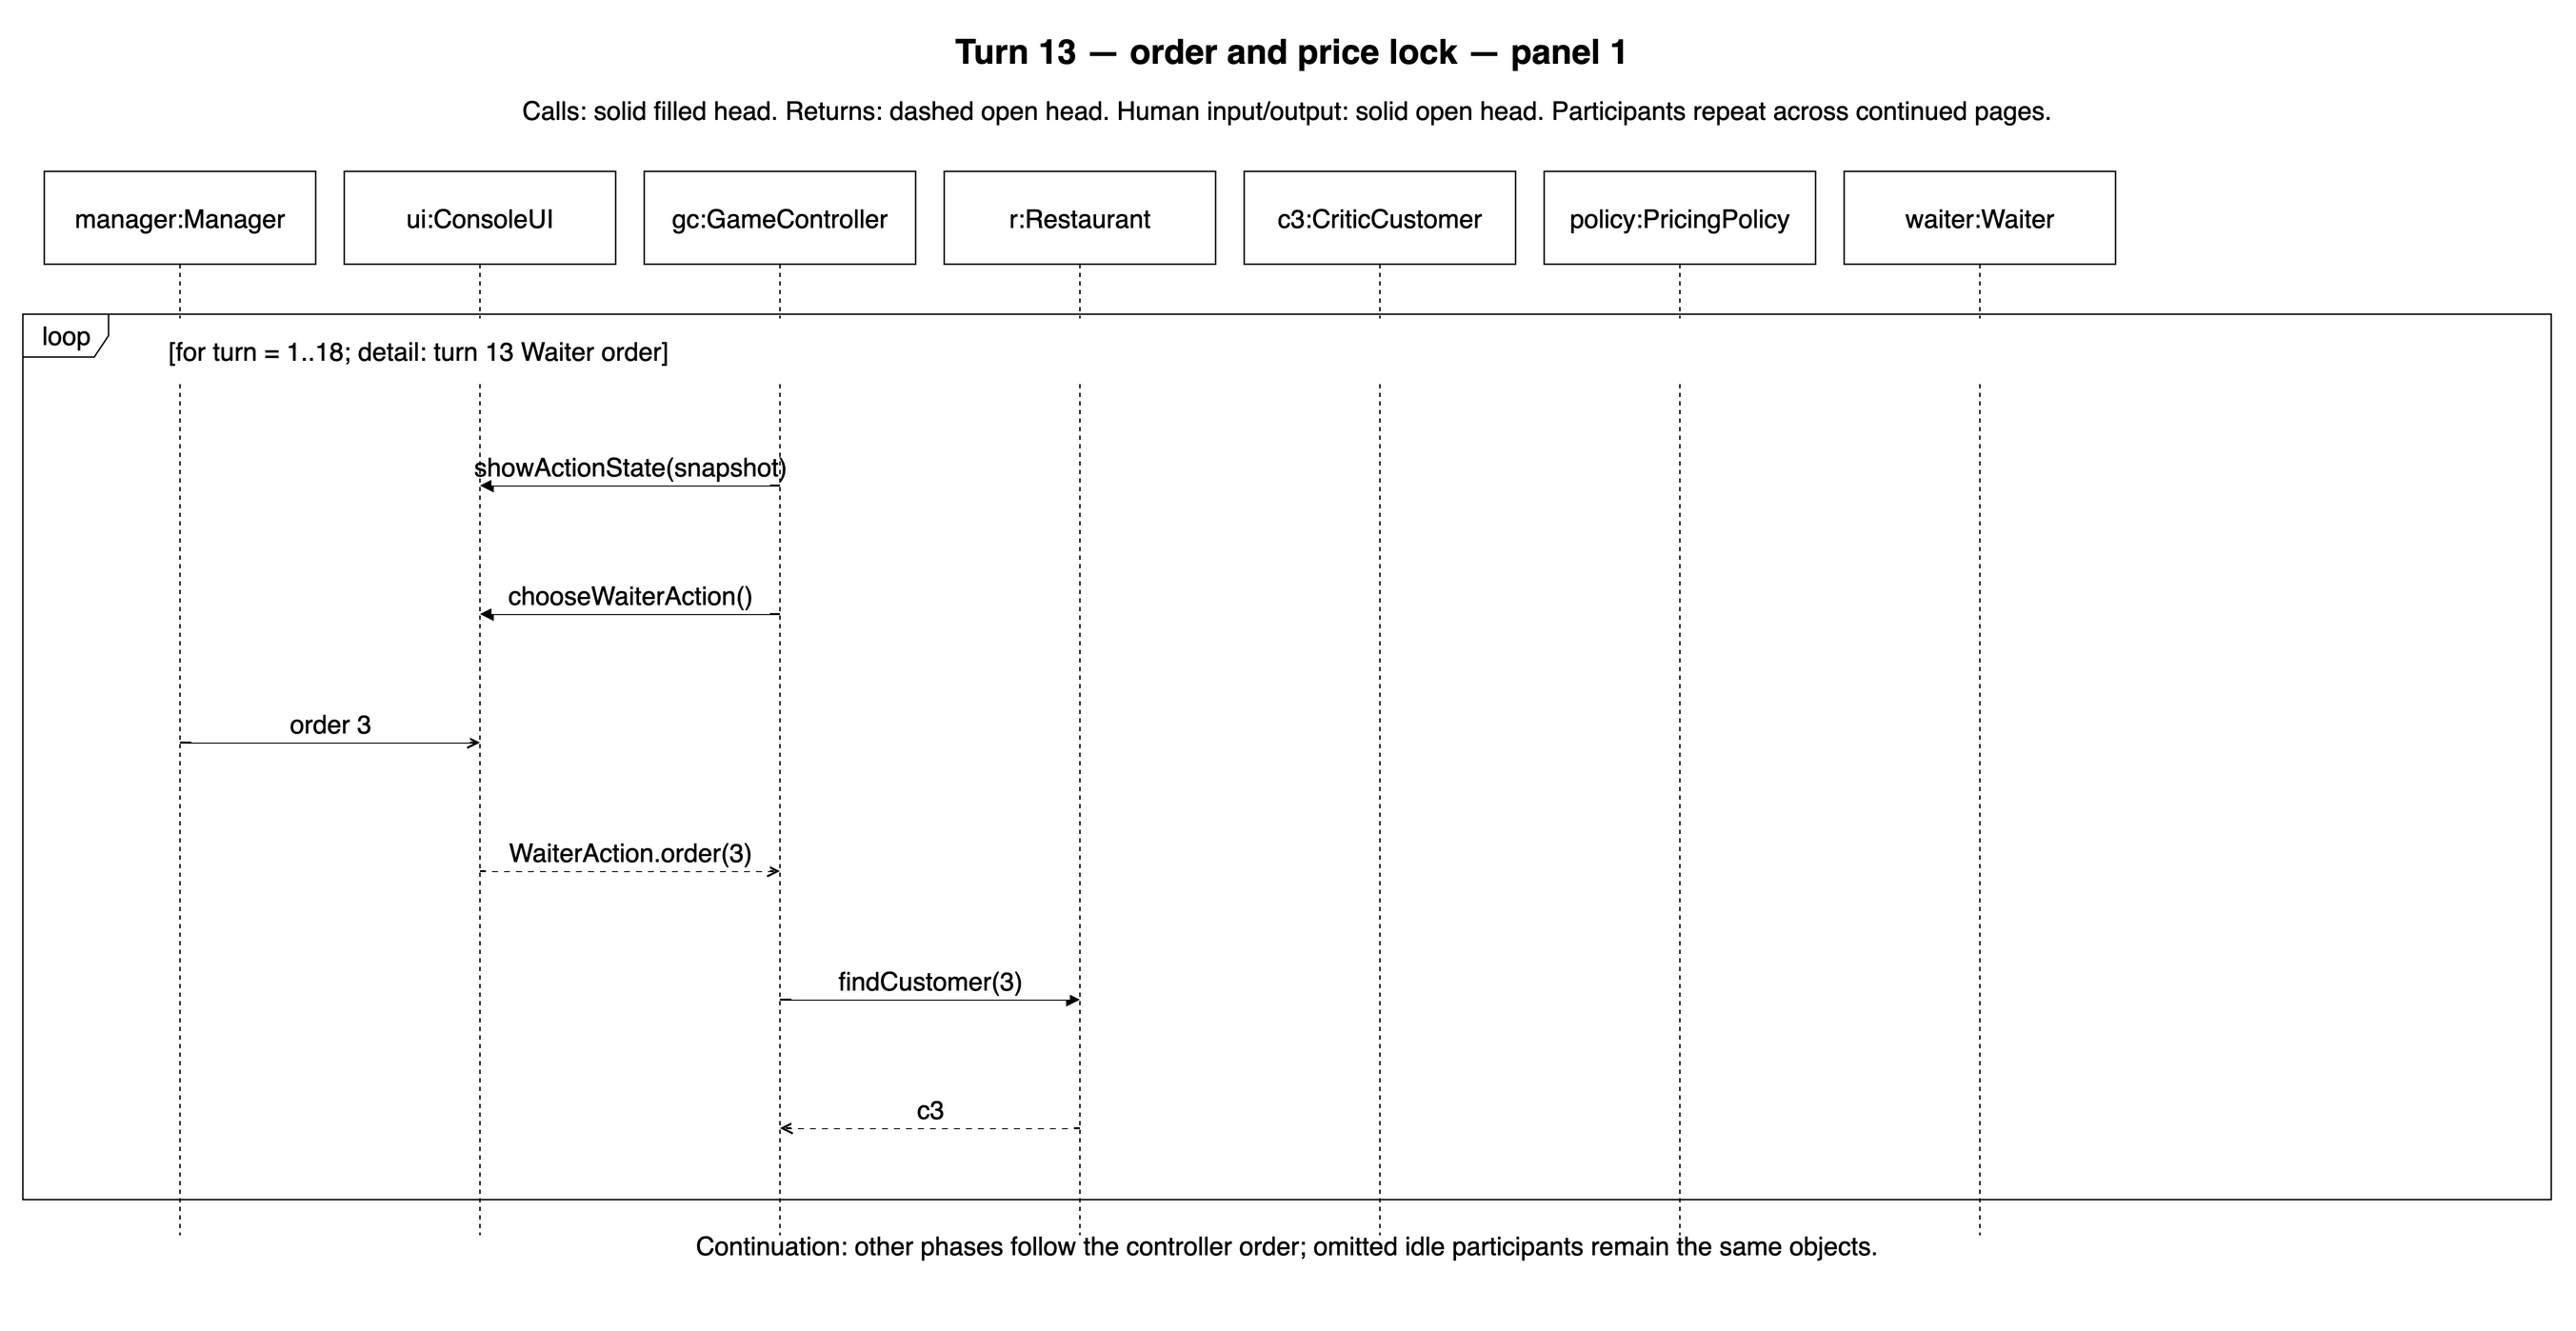 Turn 13 — order and price lock — panel 1
Calls: solid filled head. Returns: dashed open head. Human input/output: solid open head. Participants repeat across continued pages.
manager:Manager
ui:ConsoleUI
gc:GameController
r:Restaurant
c3:CriticCustomer
policy:PricingPolicy
waiter:Waiter
loop
[for turn = 1..18; detail: turn 13 Waiter order]
showActionState(snapshot)
chooseWaiterAction()
order 3
WaiterAction.order(3)
findCustomer(3)
c3
Continuation: other phases follow the controller order; omitted idle participants remain the same objects.